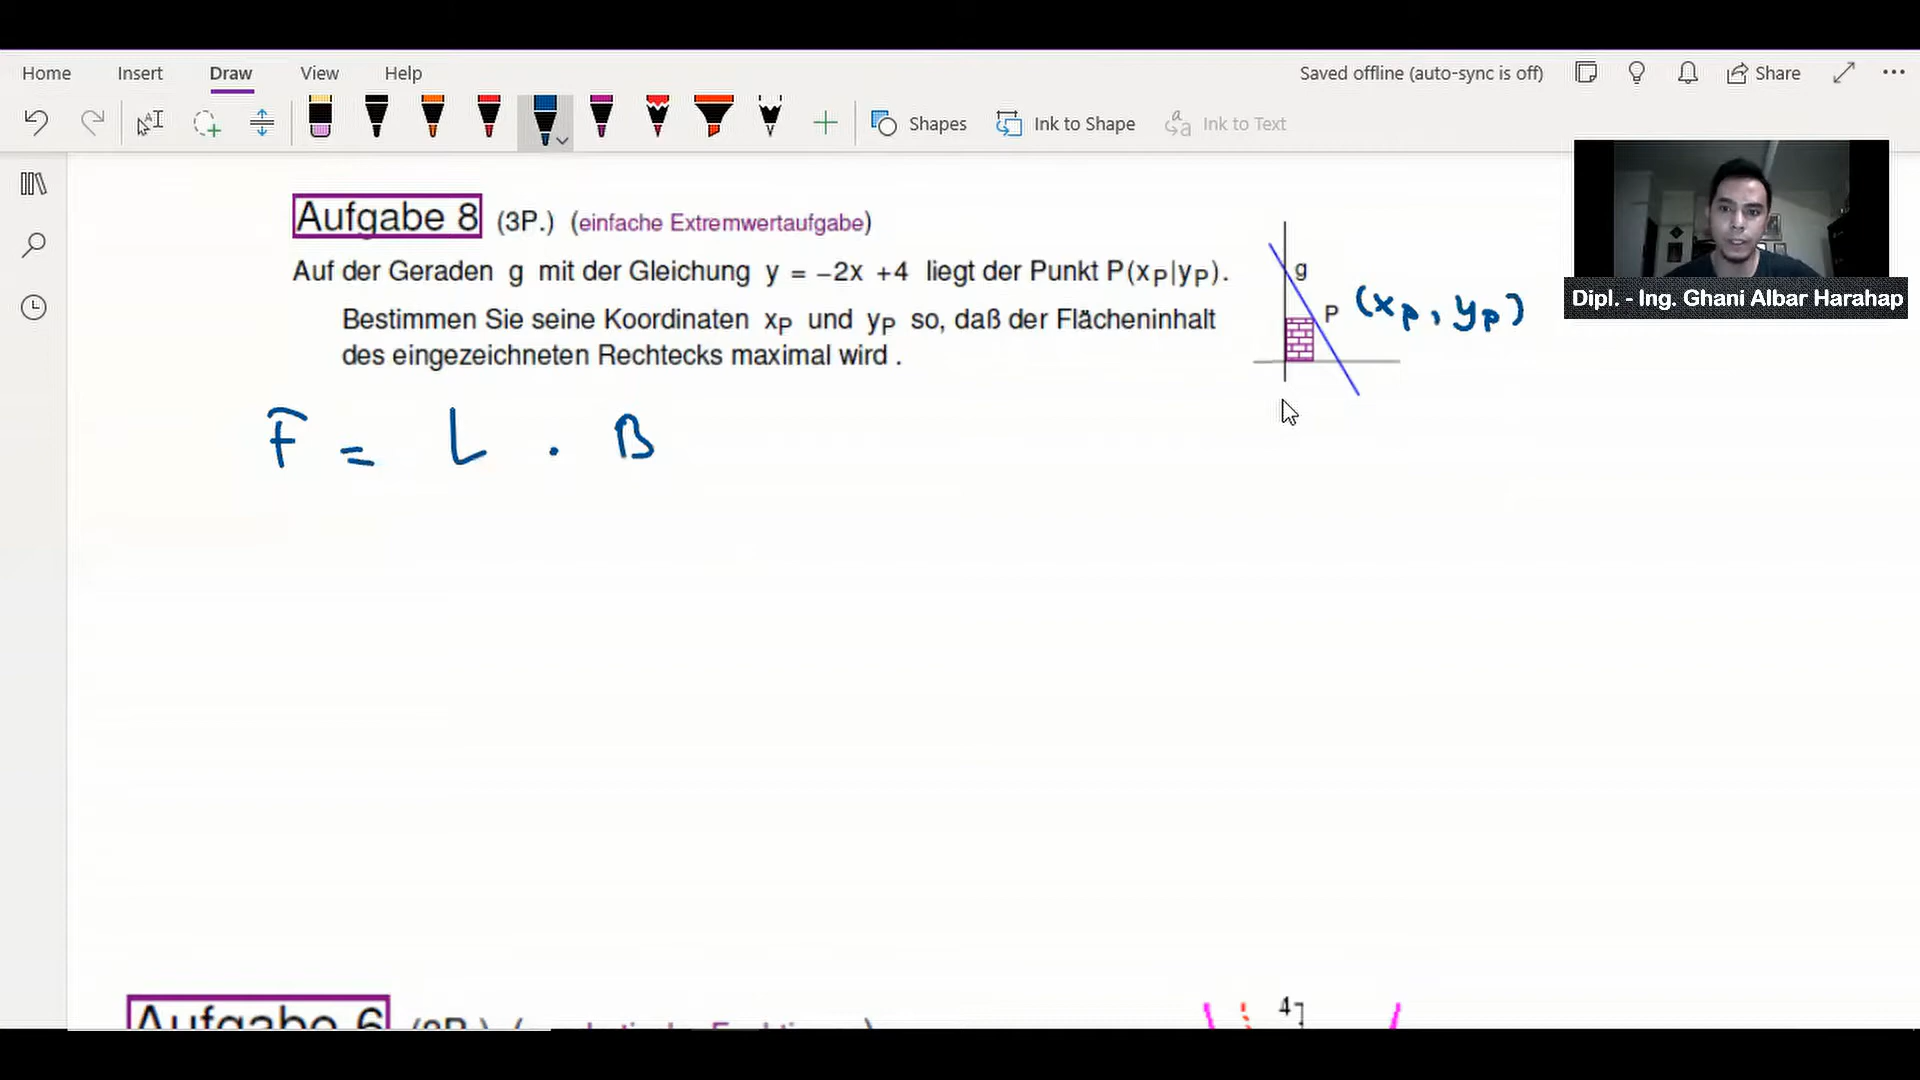 Home Insert Draw View Help Saved offline (auto-sync is off) Share
Shapes Ink to Shape Ink to Text
Aufgabe 8 (3P.) (einfache Extremwertaufgabe)
Auf der Geraden g mit der Gleichung y = −2x +4 liegt der Punkt P(xP|yP).
Bestimmen Sie seine Koordinaten xP und yP so, daß der Flächeninhalt
des eingezeichneten Rechtecks maximal wird .
g
P (xP, yP)
Dipl. - Ing. Ghani Albar Harahap
F = L . B
Aufgabe 6
4